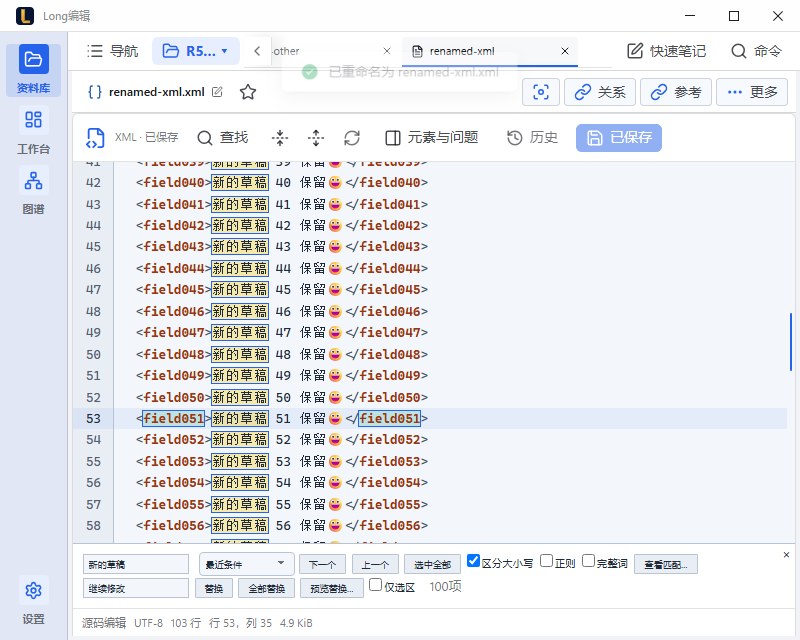 Long编辑
导航
R5...
-other
renamed-xml
快速笔记
命令
已重命名为 renamed-xml.xml
资料库
工作台
图谱
设置
renamed-xml.xml
关系
参考
更多
XML · 已保存
查找
元素与问题
历史
已保存
41 <field039>新的草稿 39 保留😀</field039>
42 <field040>新的草稿 40 保留😀</field040>
43 <field041>新的草稿 41 保留😀</field041>
44 <field042>新的草稿 42 保留😀</field042>
45 <field043>新的草稿 43 保留😀</field043>
46 <field044>新的草稿 44 保留😀</field044>
47 <field045>新的草稿 45 保留😀</field045>
48 <field046>新的草稿 46 保留😀</field046>
49 <field047>新的草稿 47 保留😀</field047>
50 <field048>新的草稿 48 保留😀</field048>
51 <field049>新的草稿 49 保留😀</field049>
52 <field050>新的草稿 50 保留😀</field050>
53 <field051>新的草稿 51 保留😀</field051>
54 <field052>新的草稿 52 保留😀</field052>
55 <field053>新的草稿 53 保留😀</field053>
56 <field054>新的草稿 54 保留😀</field054>
57 <field055>新的草稿 55 保留😀</field055>
58 <field056>新的草稿 56 保留😀</field056>
新的草稿 最近条件 下一个 上一个 选中全部 区分大小写 正则 完整词 查看匹配...
继续修改 替换 全部替换 预览替换... 仅选区 100项
源码编辑 UTF-8 103 行 行 53，列 35 4.9 KiB